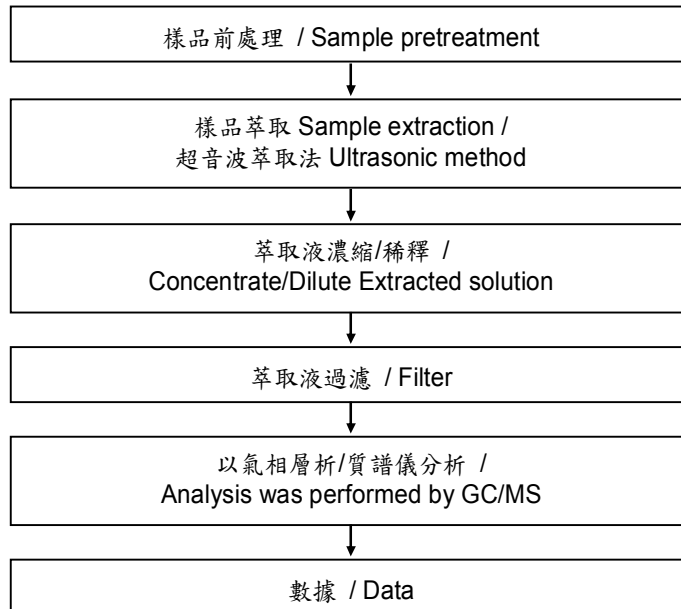 樣品前處理 / Sample pretreatment
樣品萃取 Sample extraction /
超音波萃取法 Ultrasonic method
萃取液濃縮/稀釋 /
Concentrate/Dilute Extracted solution
萃取液過濾 / Filter
以氣相層析/質譜儀分析 /
Analysis was performed by GC/MS
數據 / Data